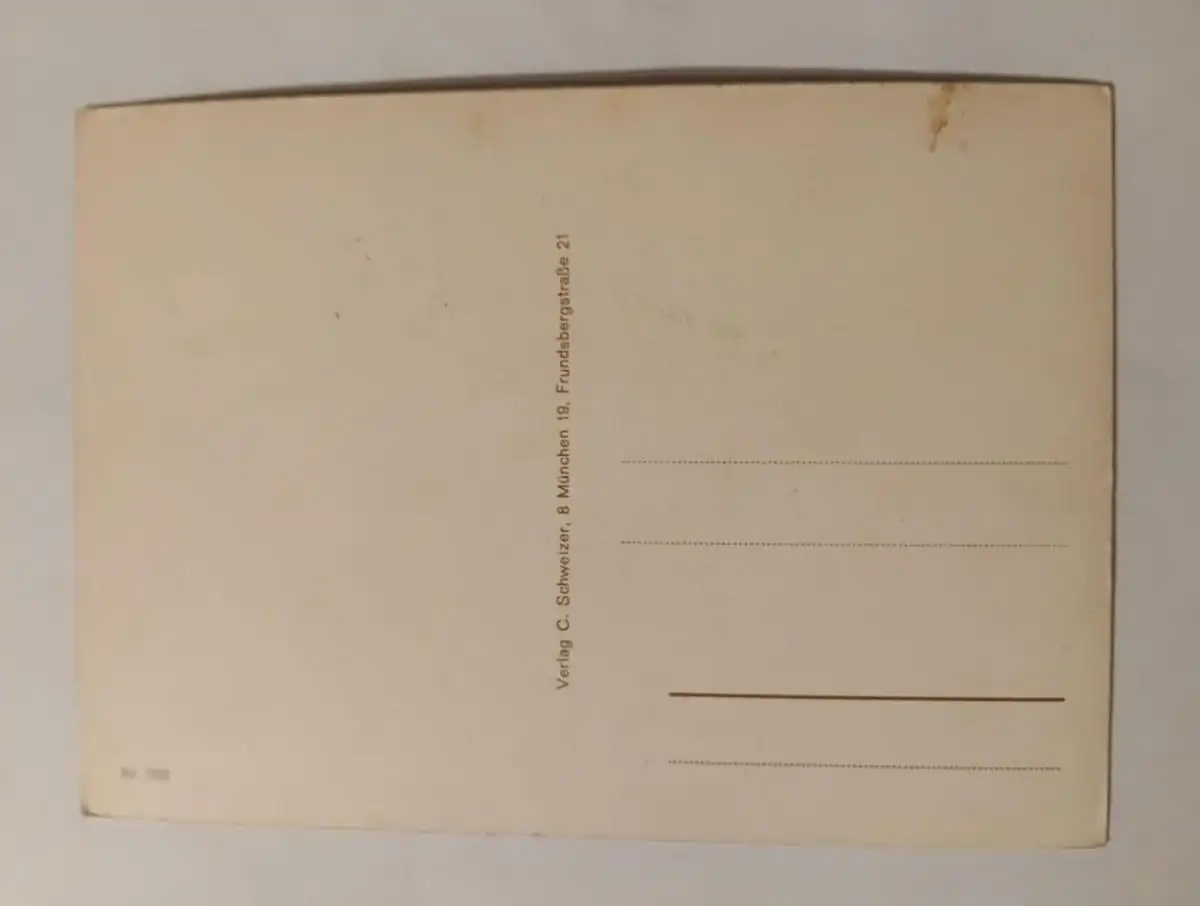 Verlag C. Schweizer, 8 München 19, Frundsbergstraße 21